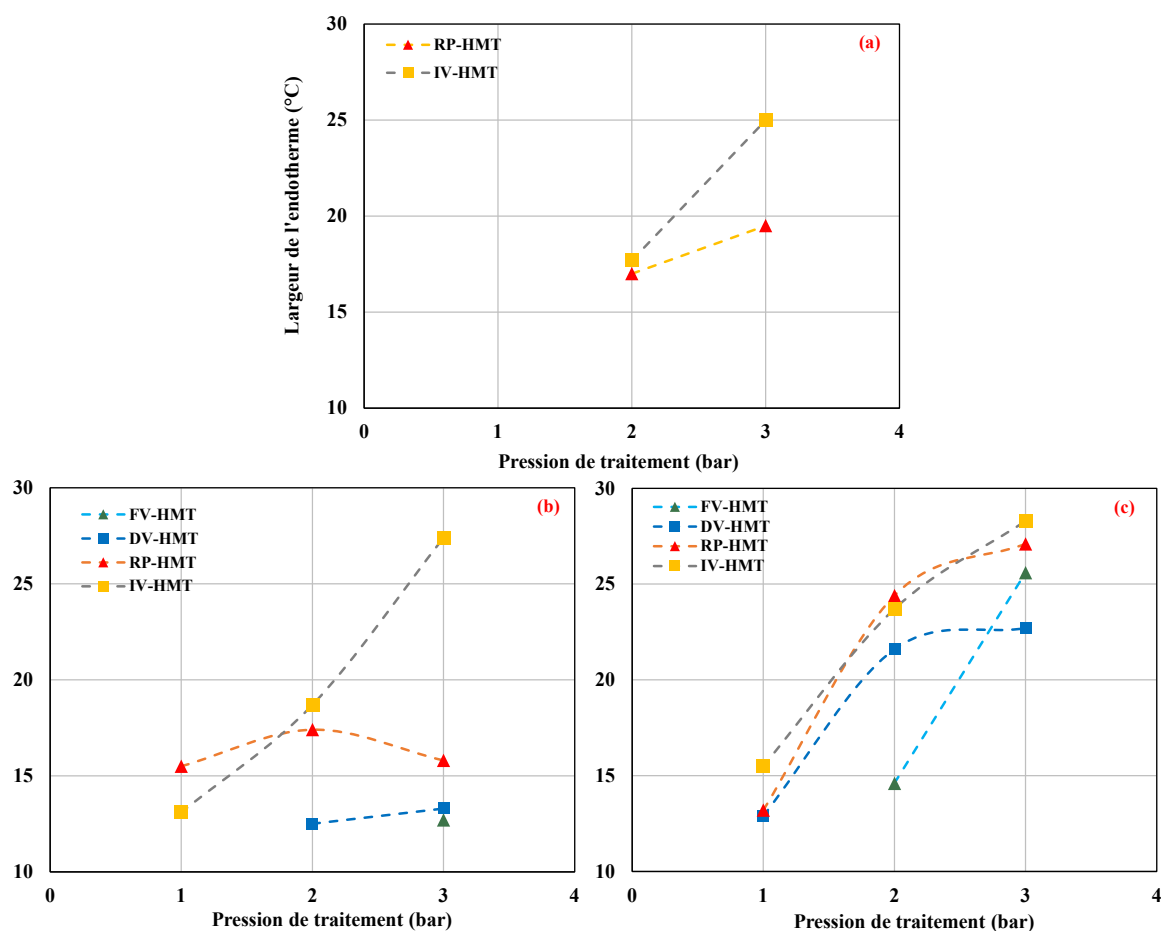 30
25
20
15
10
Largeur de l'endotherme (°C)
RP-HMT
IV-HMT
(a)
0 1 2 3 4
Pression de traitement (bar)
30
25
20
15
10
FV-HMT
DV-HMT
RP-HMT
IV-HMT
(b)
0 1 2 3 4
Pression de traitement (bar)
30
25
20
15
10
FV-HMT
DV-HMT
RP-HMT
IV-HMT
(c)
0 1 2 3 4
Pression de traitement (bar)